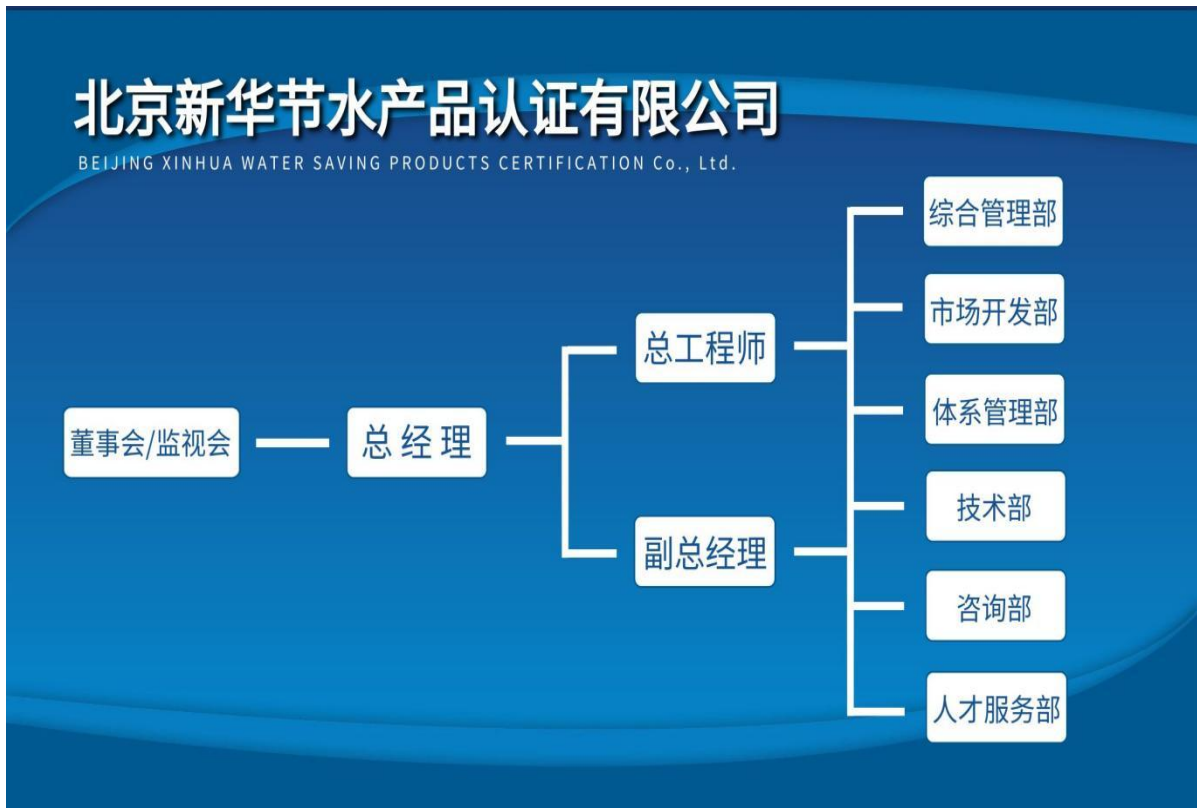 北京新华节水产品认证有限公司
BEIJING XINHUA WATER SAVING PRODUCTS CERTIFICATION Co., Ltd.
董事会/监视会
总经理
总工程师
副总经理
综合管理部
市场开发部
体系管理部
技术部
咨询部
人才服务部